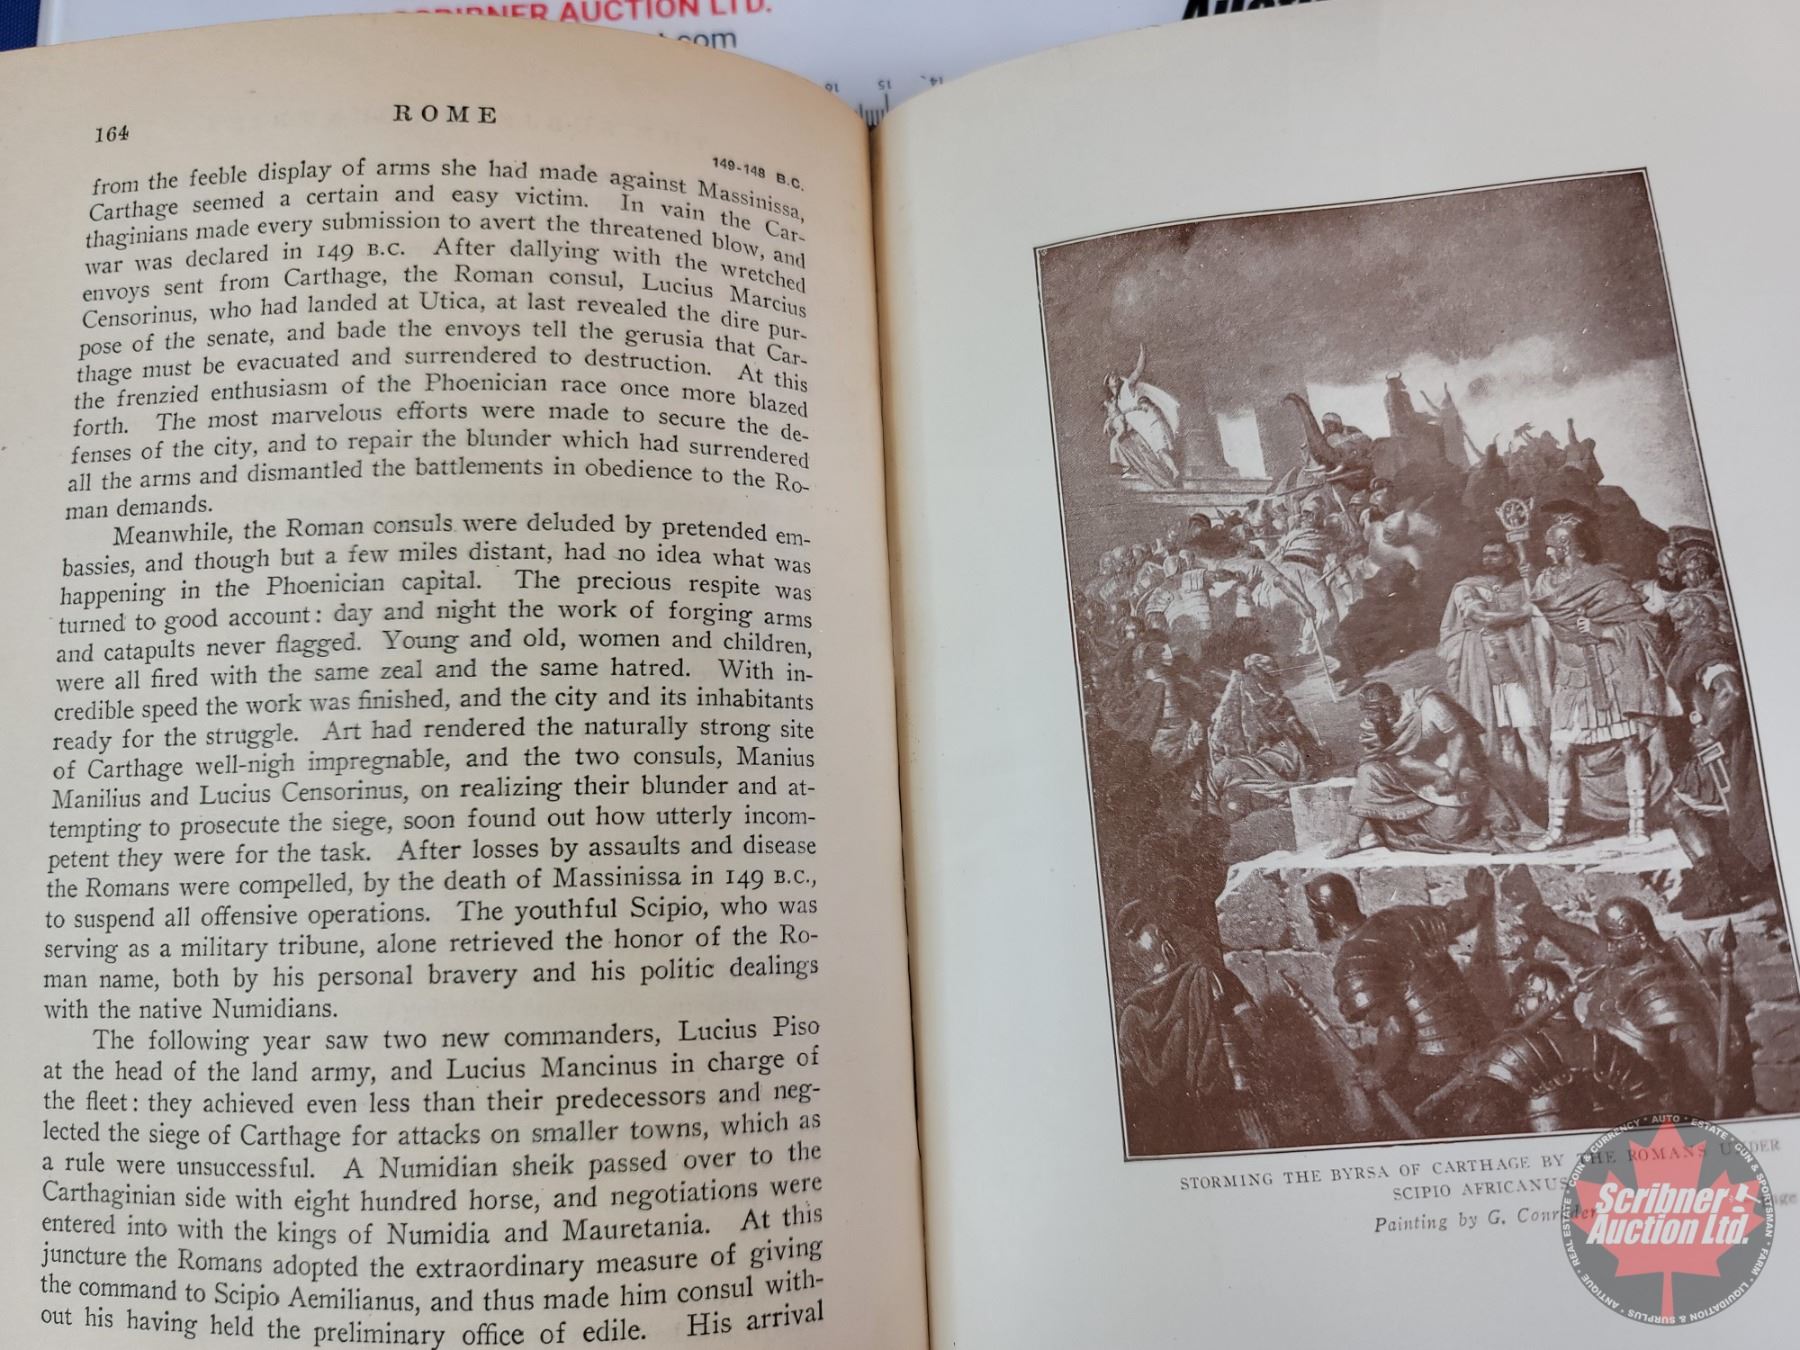 SCRIBNER AUCTION LTD.
.com
16 15 14
164
ROME
149-148 B.C.
from the feeble display of arms she had made against Massinissa,
Carthage seemed a certain and easy victim. In vain the Car-
thaginians made every submission to avert the threatened blow, and
war was declared in 149 B.C. After dallying with the wretched
envoys sent from Carthage, the Roman consul, Lucius Marcius
Censorinus, who had landed at Utica, at last revealed the dire pur-
pose of the senate, and bade the envoys tell the gerusia that Car-
thage must be evacuated and surrendered to destruction. At this
the frenzied enthusiasm of the Phoenician race once more blazed
forth. The most marvelous efforts were made to secure the de-
fenses of the city, and to repair the blunder which had surrendered
all the arms and dismantled the battlements in obedience to the Ro-
man demands.
Meanwhile, the Roman consuls were deluded by pretended em-
bassies, and though but a few miles distant, had no idea what was
happening in the Phoenician capital. The precious respite was
turned to good account: day and night the work of forging arms
and catapults never flagged. Young and old, women and children,
were all fired with the same zeal and the same hatred. With in-
credible speed the work was finished, and the city and its inhabitants
ready for the struggle. Art had rendered the naturally strong site
of Carthage well-nigh impregnable, and the two consuls, Manius
Manilius and Lucius Censorinus, on realizing their blunder and at-
tempting to prosecute the siege, soon found out how utterly incom-
petent they were for the task. After losses by assaults and disease
the Romans were compelled, by the death of Massinissa in 149 B.C.,
to suspend all offensive operations. The youthful Scipio, who was
serving as a military tribune, alone retrieved the honor of the Ro-
man name, both by his personal bravery and his politic dealings
with the native Numidians.
The following year saw two new commanders, Lucius Piso
at the head of the land army, and Lucius Mancinus in charge of
the fleet: they achieved even less than their predecessors and neg-
lected the siege of Carthage for attacks on smaller towns, which as
a rule were unsuccessful. A Numidian sheik passed over to the
Carthaginian side with eight hundred horse, and negotiations were
entered into with the kings of Numidia and Mauretania. At this
juncture the Romans adopted the extraordinary measure of giving
the command to Scipio Aemilianus, and thus made him consul with-
out his having held the preliminary office of edile. His arrival
STORMING THE BYRSA OF CARTHAGE BY THE ROMANS UNDER
SCIPIO AFRICANUS
Painting by G. Conräder
Scribner
Auction Ltd.
COIN & CURRENCY * AUTO * ESTATE * GUN & SPORTSMAN * FARM * LIQUIDATION & SURPLUS * ANTIQUE * REAL ESTATE *